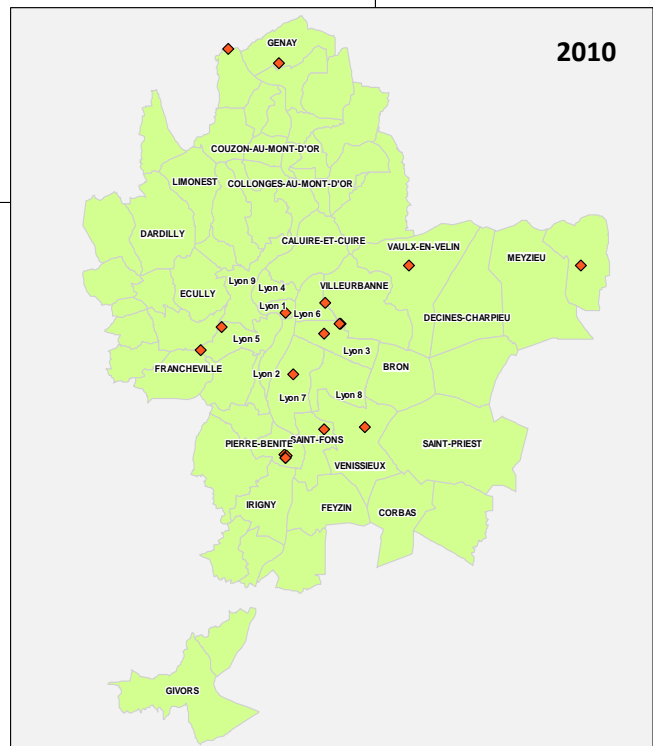 GENAY
2010
COUZON-AU-MONT-D'OR
LIMONEST
COLLONGES-AU-MONT-D'OR
DARDILLY
CALUIRE-ET-CUIRE
VAULX-EN-VELIN
MEYZIEU
Lyon 9
Lyon 4
VILLEURBANNE
ECULLY
Lyon 1
Lyon 6
DECINES-CHARPIEU
Lyon 5
Lyon 3
FRANCHEVILLE
Lyon 2
BRON
Lyon 7
Lyon 8
SAINT-FONS
PIERRE-BENITE
SAINT-PRIEST
VENISSIEUX
IRIGNY
FEYZIN
CORBAS
GIVORS